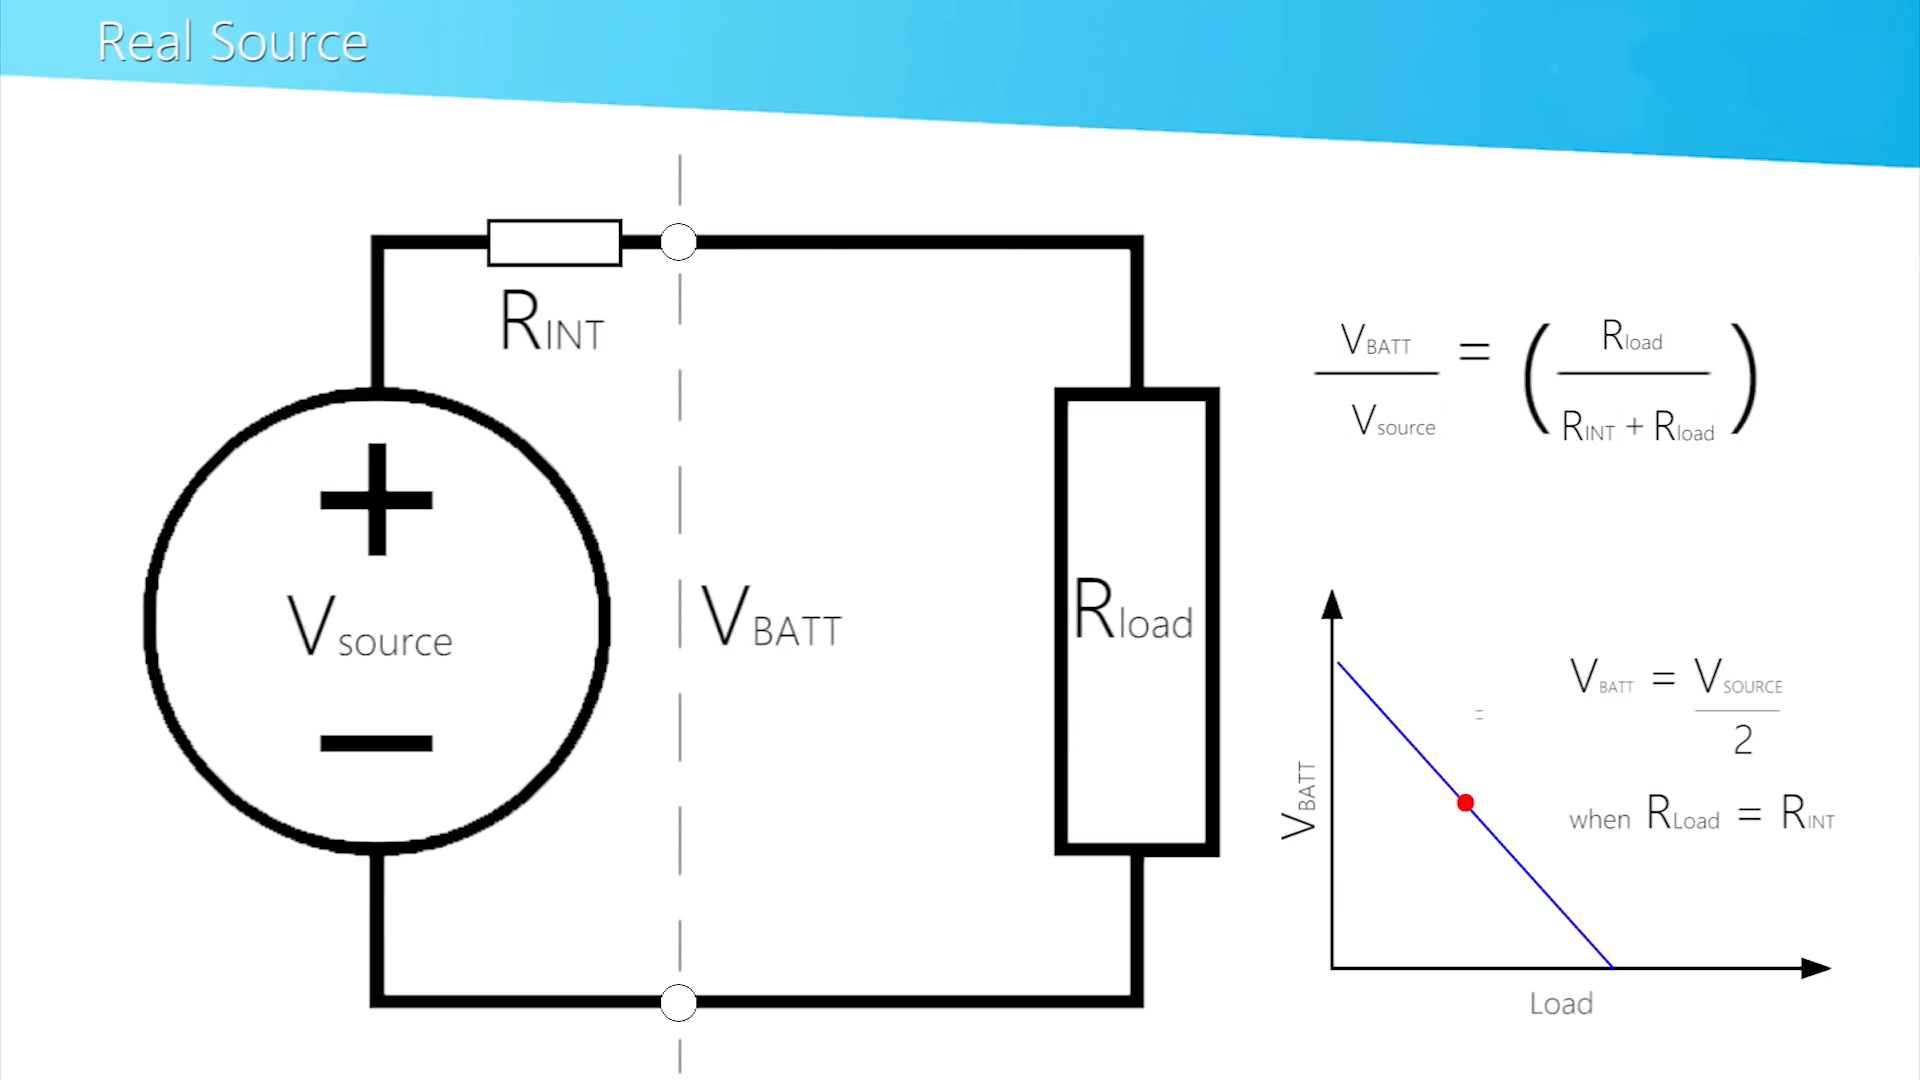 Real Source
RINT
+
Vsource
−
VBATT
Rload
VBATT = ( Rload )
Vsource RINT + Rload
VBATT
VBATT = VSOURCE
=
2
when RLoad = RINT
Load